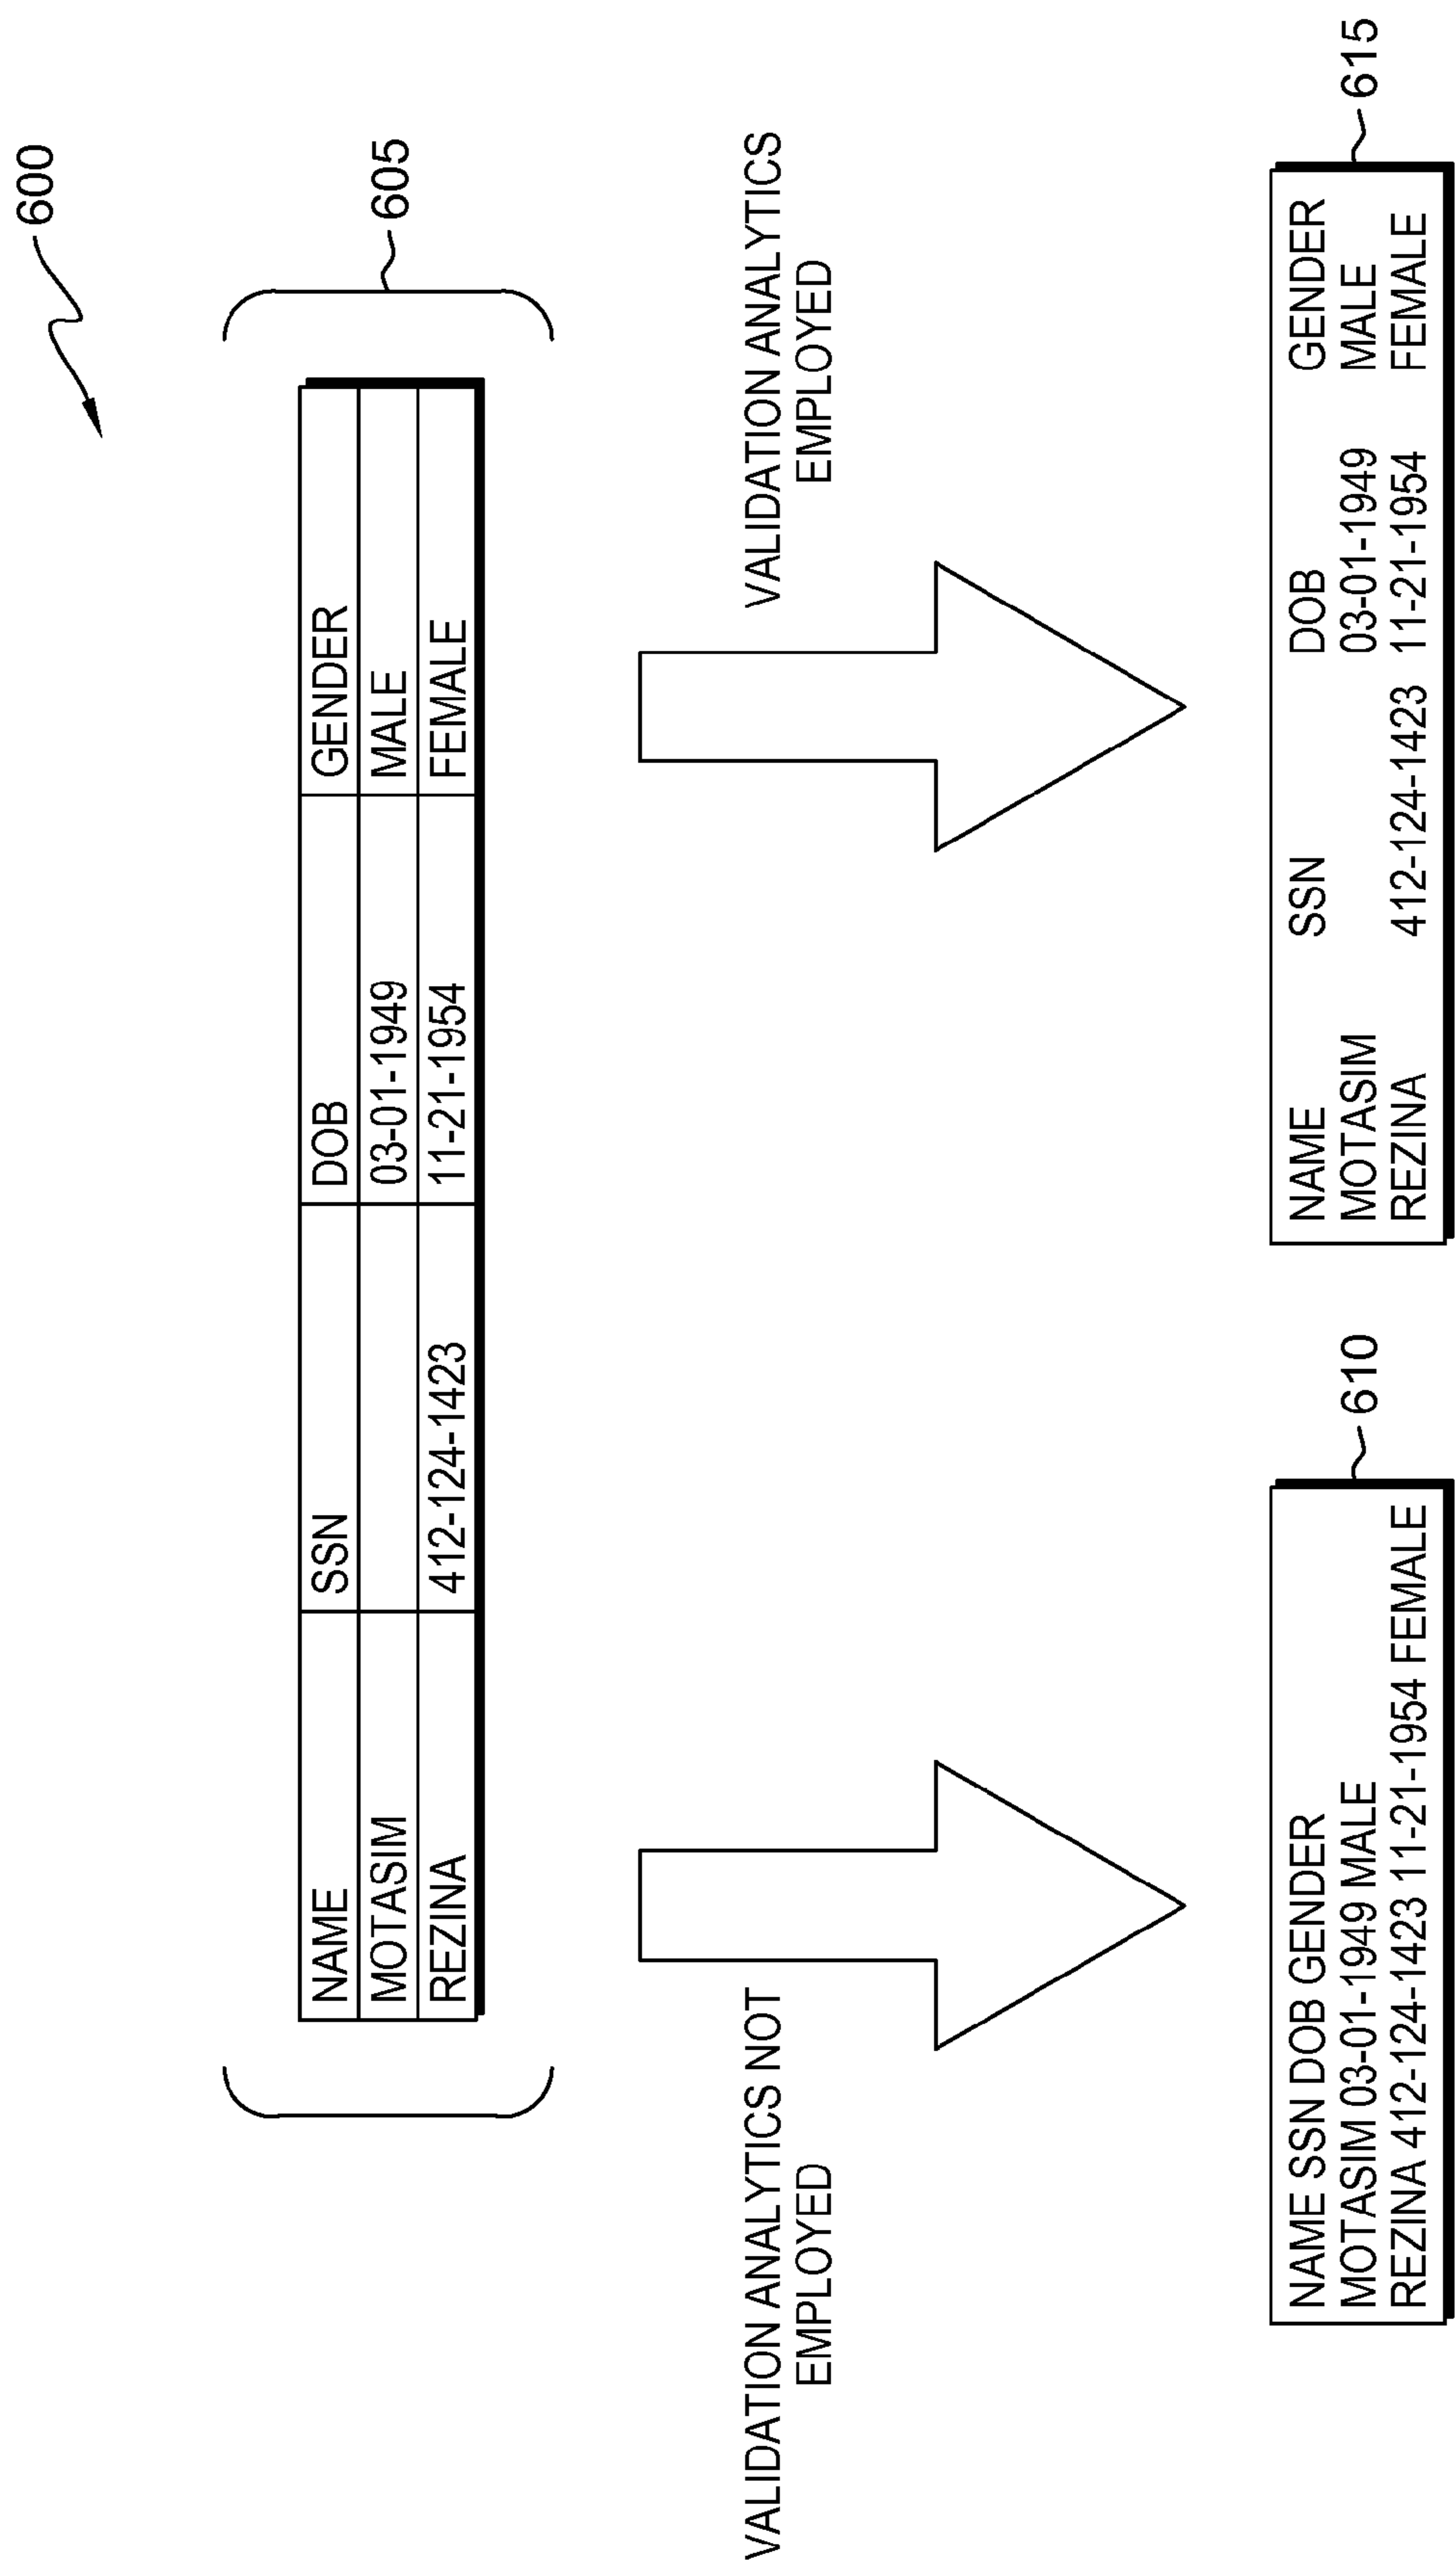 600
605
NAME SSN DOB GENDER
MOTASIM 03-01-1949 MALE
REZINA 412-124-1423 11-21-1954 FEMALE
VALIDATION ANALYTICS NOT
EMPLOYED
VALIDATION ANALYTICS
EMPLOYED
610
NAME SSN DOB GENDER
MOTASIM 03-01-1949 MALE
REZINA 412-124-1423 11-21-1954 FEMALE
615
NAME SSN DOB GENDER
MOTASIM 03-01-1949 MALE
REZINA 412-124-1423 11-21-1954 FEMALE